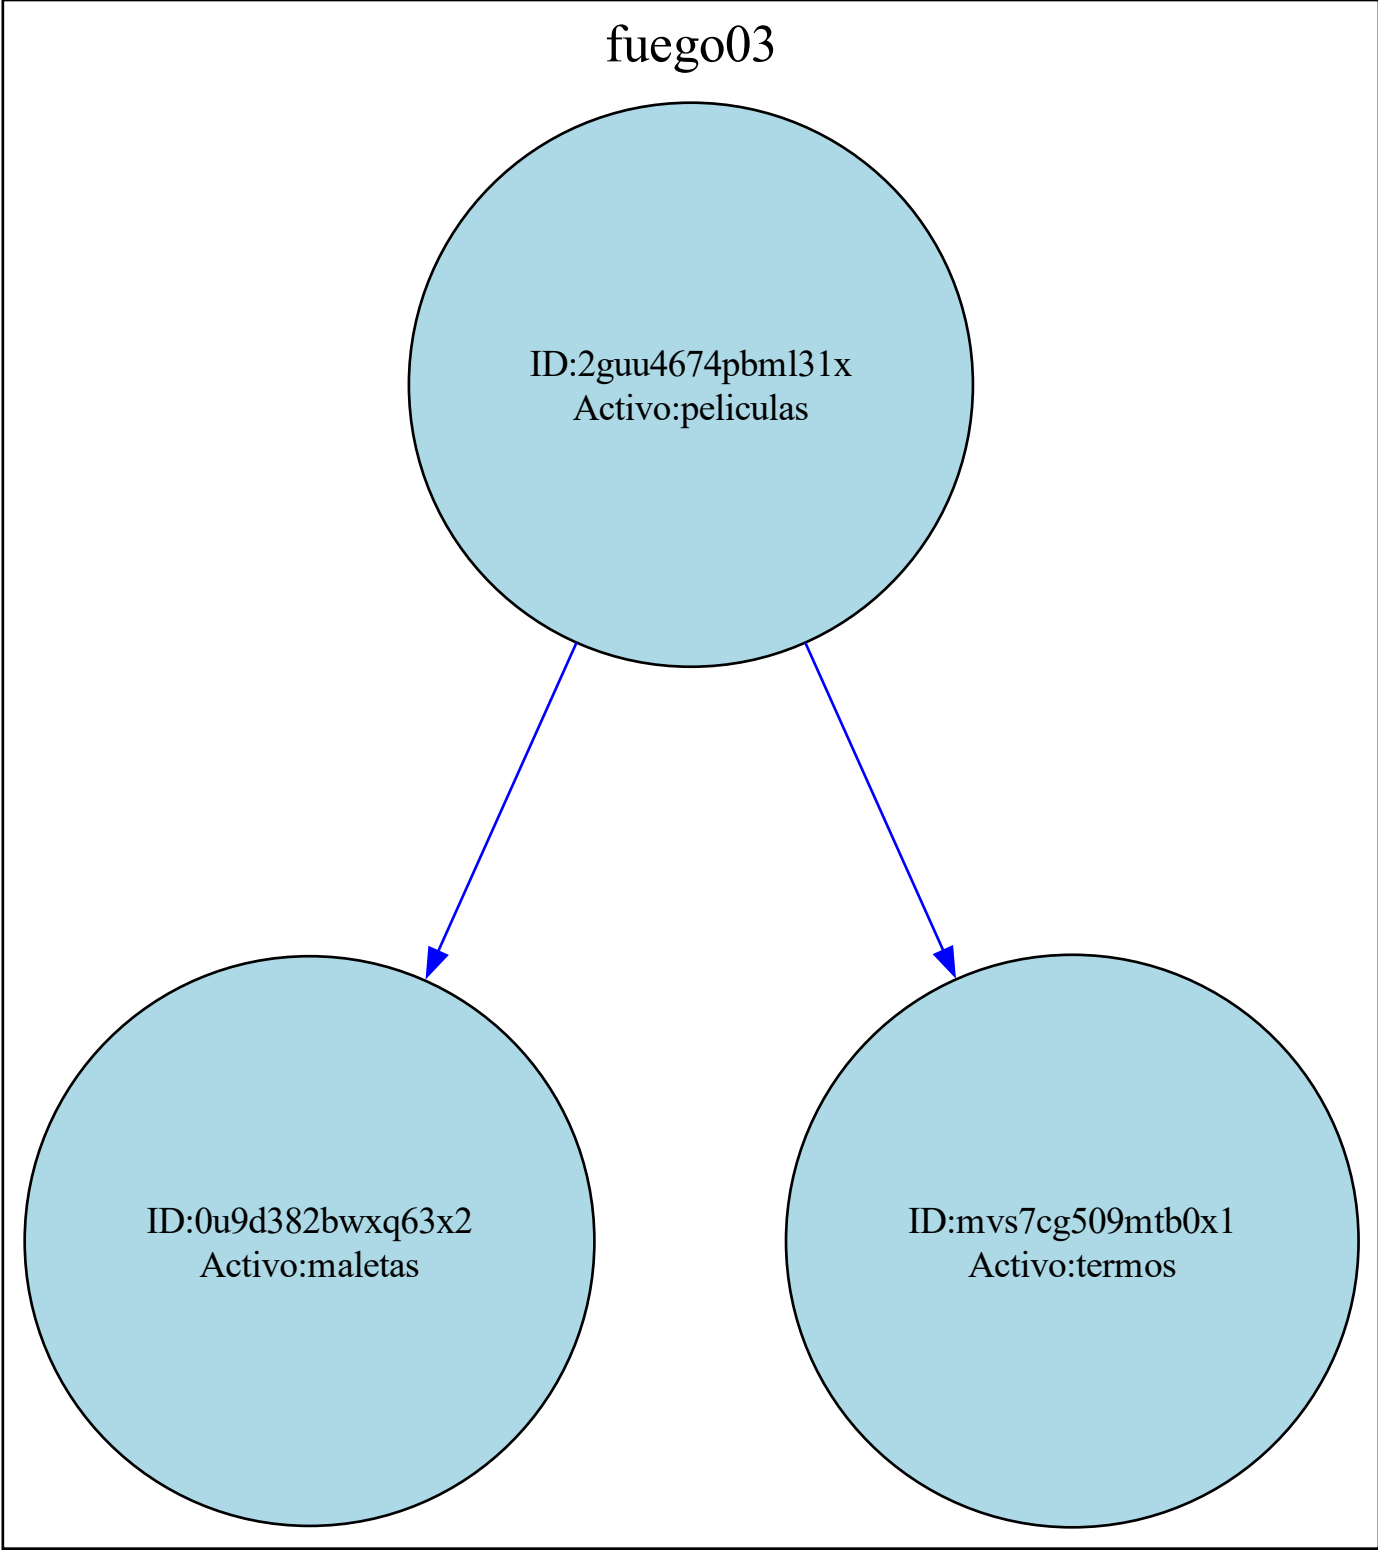 fuego03
ID:2guu4674pbml31x
Activo:peliculas
ID:0u9d382bwxq63x2
Activo:maletas
ID:mvs7cg509mtb0x1
Activo:termos